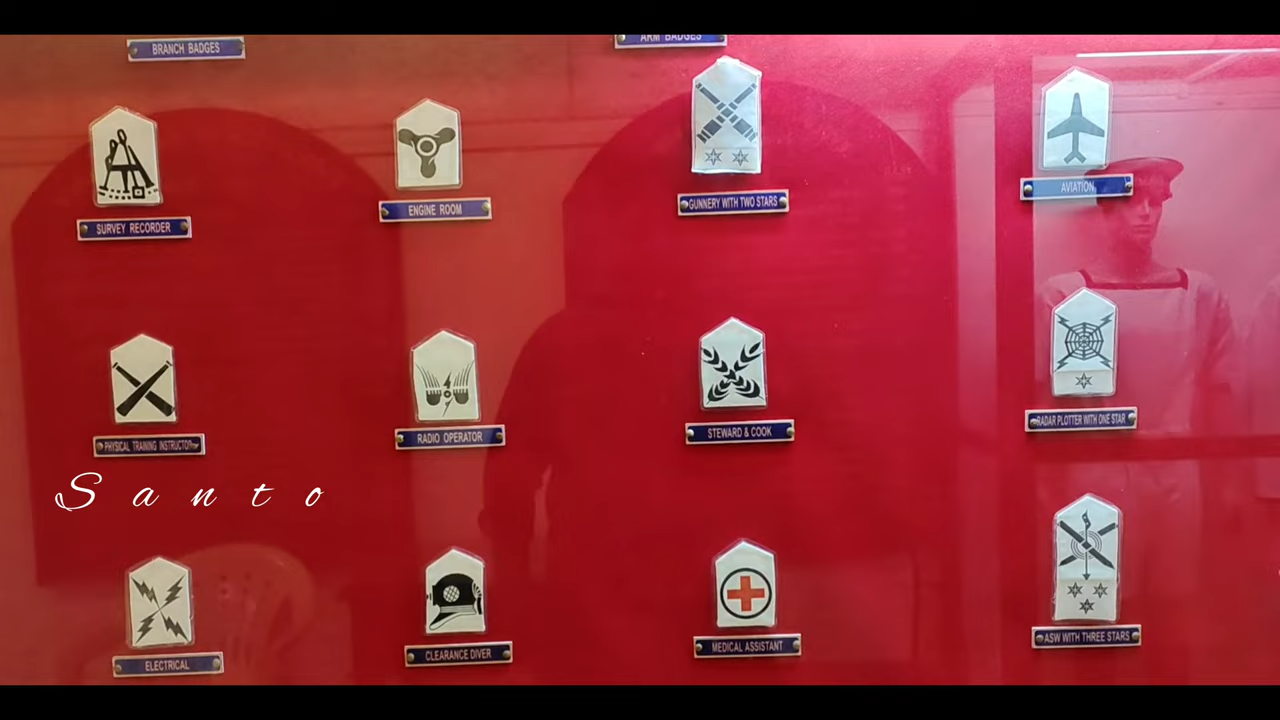 BRANCH BADGES
ARM BADGES
SURVEY RECORDER
ENGINE ROOM
GUNNERY WITH TWO STARS
AVIATION
PHYSICAL TRAINING INSTRUCTOR
RADIO OPERATOR
STEWARD & COOK
RADAR PLOTTER WITH ONE STAR
Santo
ELECTRICAL
CLEARANCE DIVER
MEDICAL ASSISTANT
ASW WITH THREE STARS